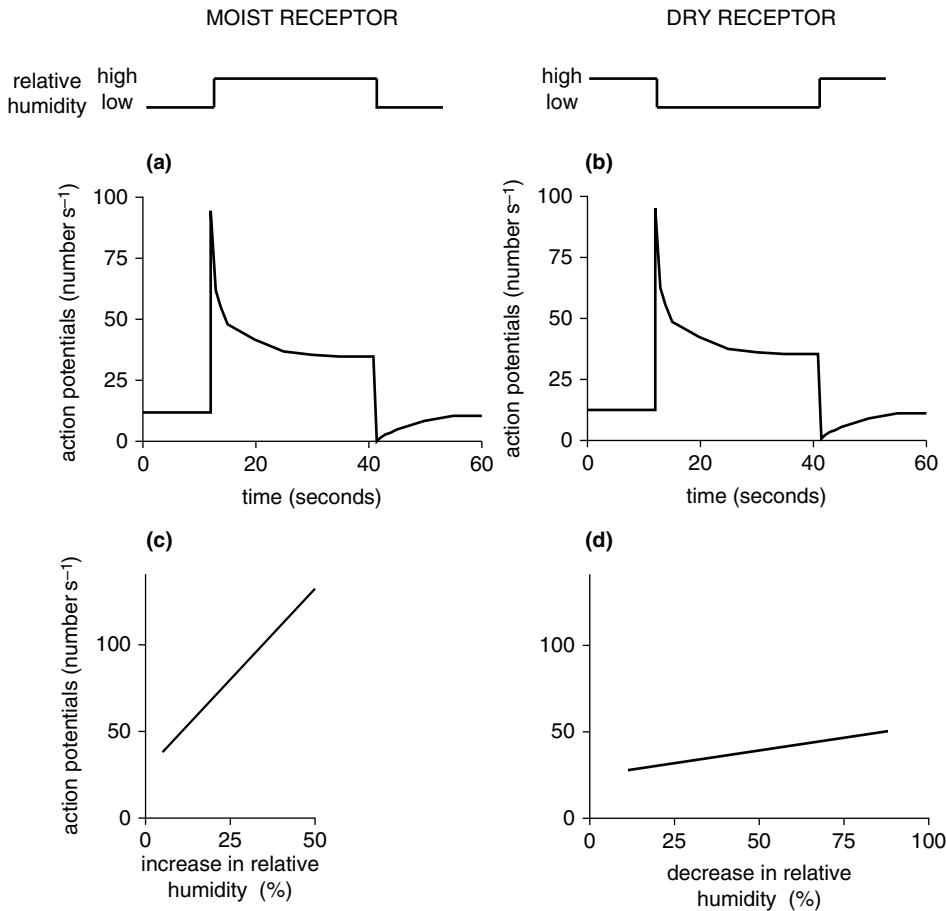 MOIST RECEPTOR
DRY RECEPTOR
relative
humidity
high
low
high
low
(a)
action potentials (number s⁻¹)
100
75
50
25
0
0 20 40 60
time (seconds)
(b)
action potentials (number s⁻¹)
100
75
50
25
0
0 20 40 60
time (seconds)
(c)
action potentials (number s⁻¹)
100
50
0
0 25 50
increase in relative
humidity (%)
(d)
100
50
0
0 25 50 75 100
decrease in relative
humidity (%)